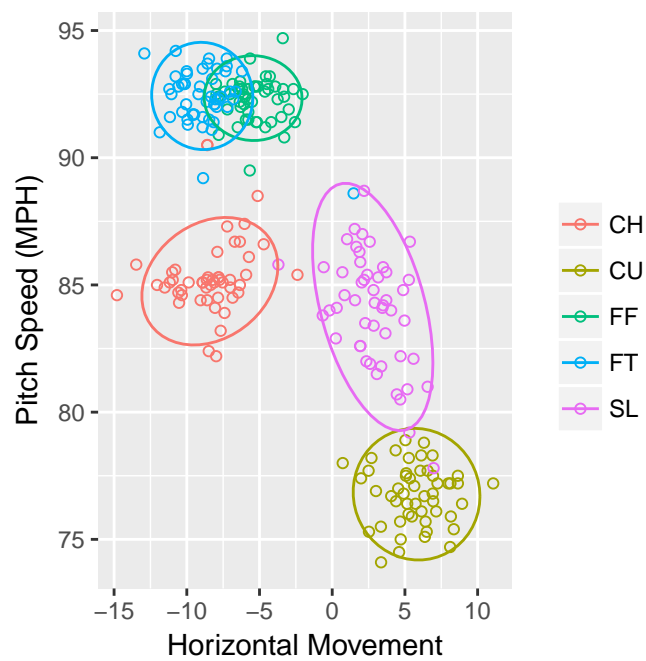 95
90
85
80
75
Pitch Speed (MPH)
−15 −10 −5 0 5 10
Horizontal Movement
CH
CU
FF
FT
SL